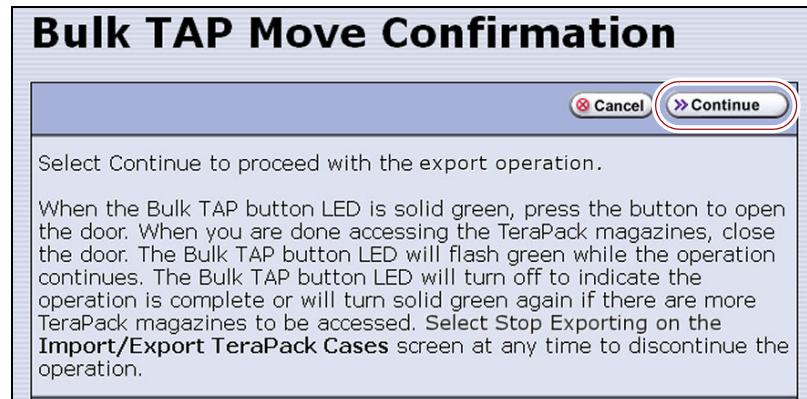 Bulk TAP Move Confirmation
Cancel Continue
Select Continue to proceed with the export operation.
When the Bulk TAP button LED is solid green, press the button to open
the door. When you are done accessing the TeraPack magazines, close
the door. The Bulk TAP button LED will flash green while the operation
continues. The Bulk TAP button LED will turn off to indicate the
operation is complete or will turn solid green again if there are more
TeraPack magazines to be accessed. Select Stop Exporting on the
Import/Export TeraPack Cases screen at any time to discontinue the
operation.